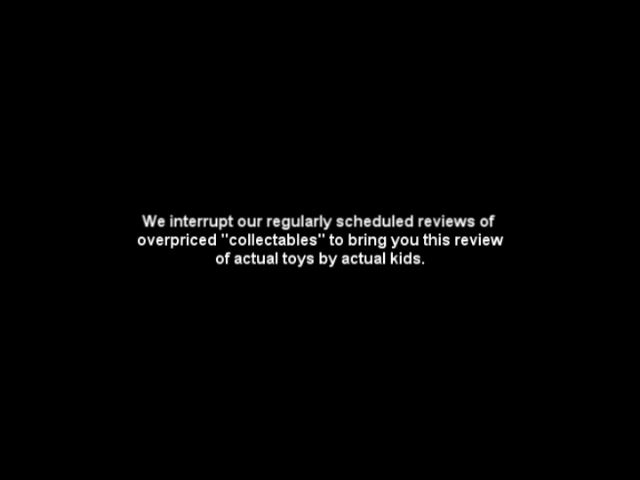 We interrupt our regularly scheduled reviews of
overpriced "collectables" to bring you this review
of actual toys by actual kids.